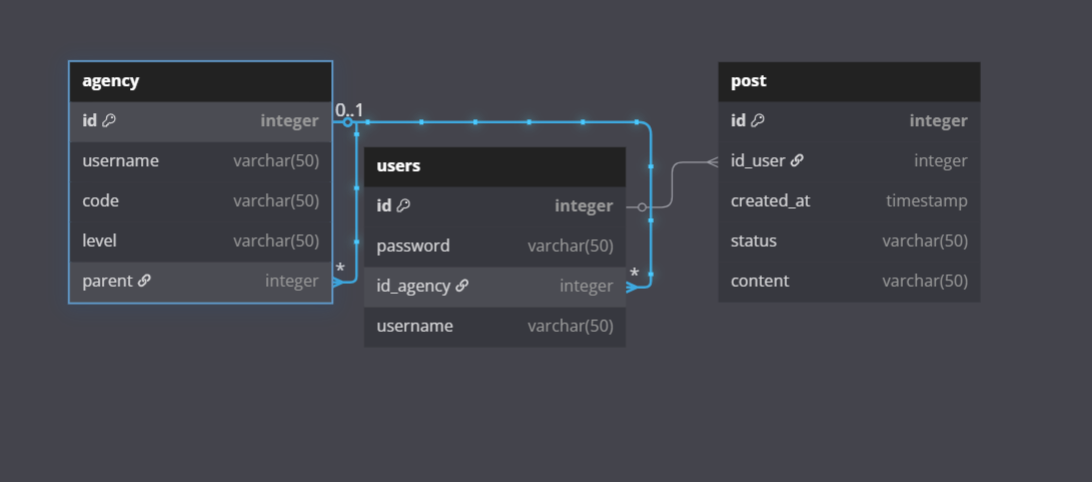 agency
id integer
username varchar(50)
code varchar(50)
level varchar(50)
parent integer
0..1
*
users
id integer
password varchar(50)
id_agency integer
username varchar(50)
*
post
id integer
id_user integer
created_at timestamp
status varchar(50)
content varchar(50)